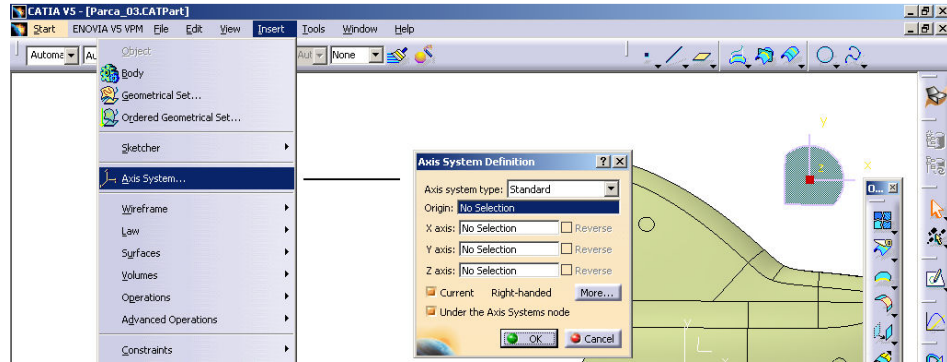 CATIA V5 - [Parca_03.CATPart]
Start ENOVIA V5 VPM File Edit View Insert Tools Window Help
Automa Au Aut None
Object
Body
Geometrical Set...
Ordered Geometrical Set...
Sketcher
Axis System...
Wireframe
Law
Surfaces
Volumes
Operations
Advanced Operations
Constraints
Axis System Definition
Axis system type: Standard
Origin: No Selection
X axis: No Selection Reverse
Y axis: No Selection Reverse
Z axis: No Selection Reverse
Current Right-handed More...
Under the Axis Systems node
OK Cancel
y
x
z
O...
Y